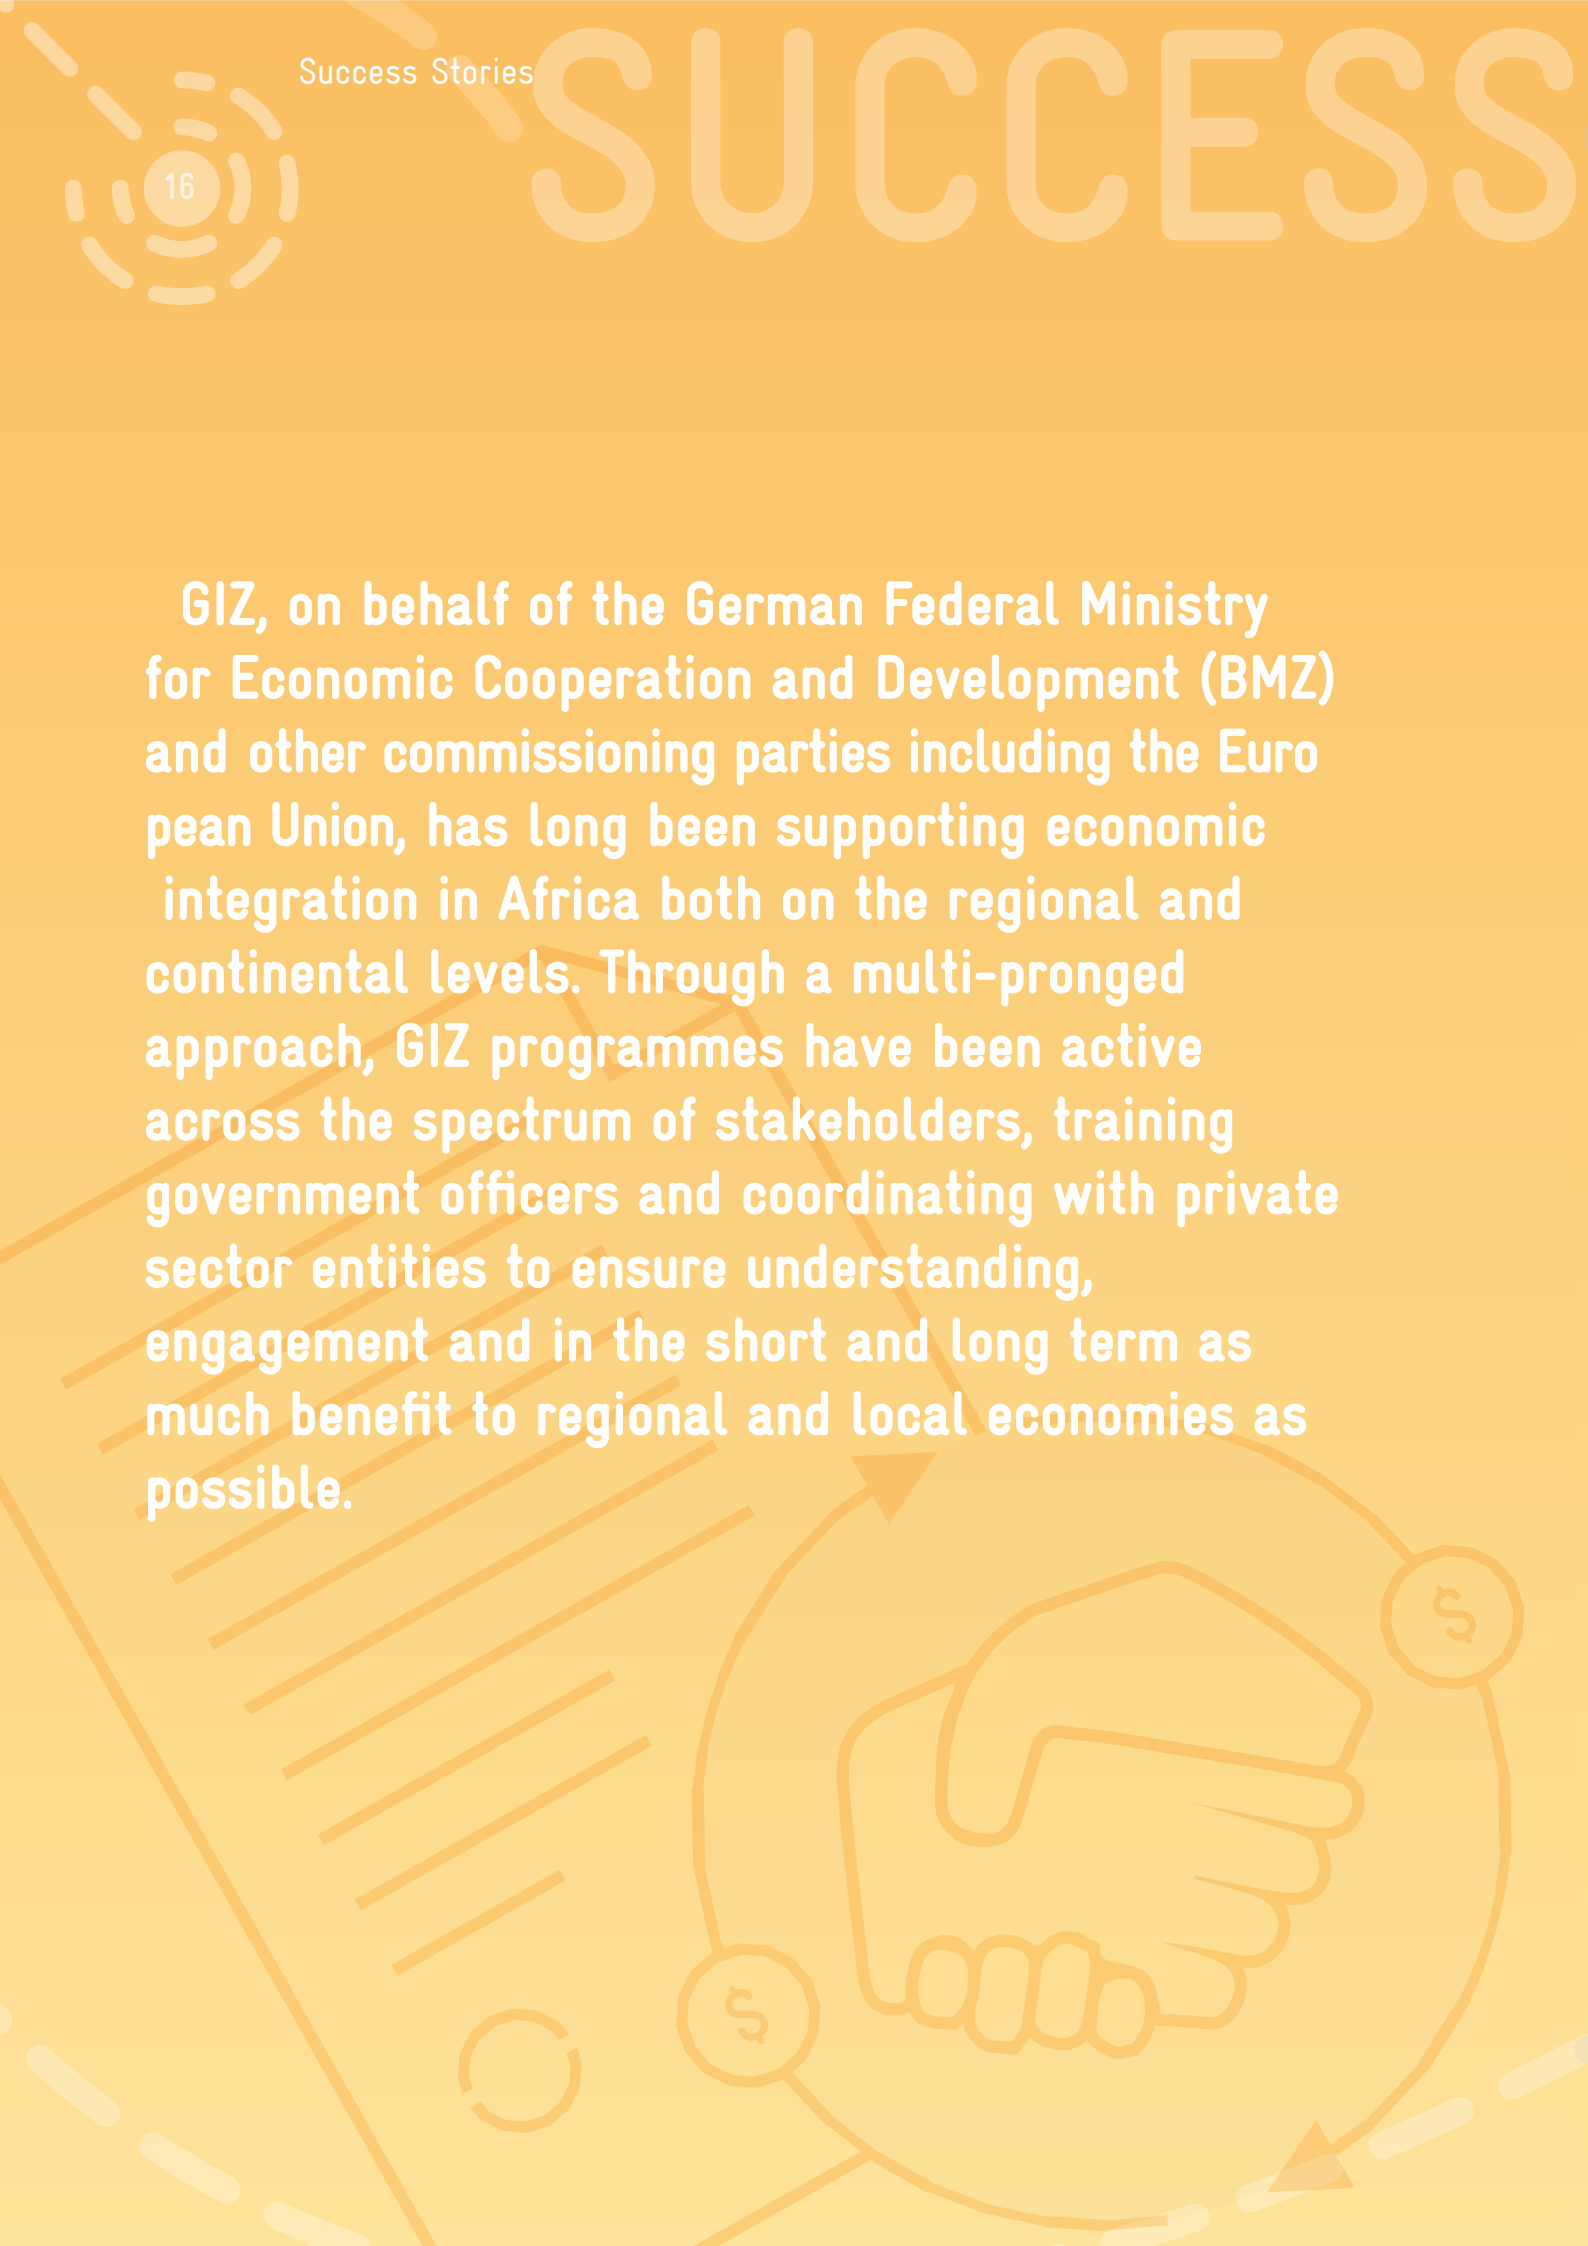 Success Stories
SUCCESS
16
GIZ, on behalf of the German Federal Ministry
for Economic Cooperation and Development (BMZ)
and other commissioning parties including the Euro
pean Union, has long been supporting economic
integration in Africa both on the regional and
continental levels. Through a multi-pronged
approach, GIZ programmes have been active
across the spectrum of stakeholders, training
government officers and coordinating with private
sector entities to ensure understanding,
engagement and in the short and long term as
much benefit to regional and local economies as
possible.
$
$